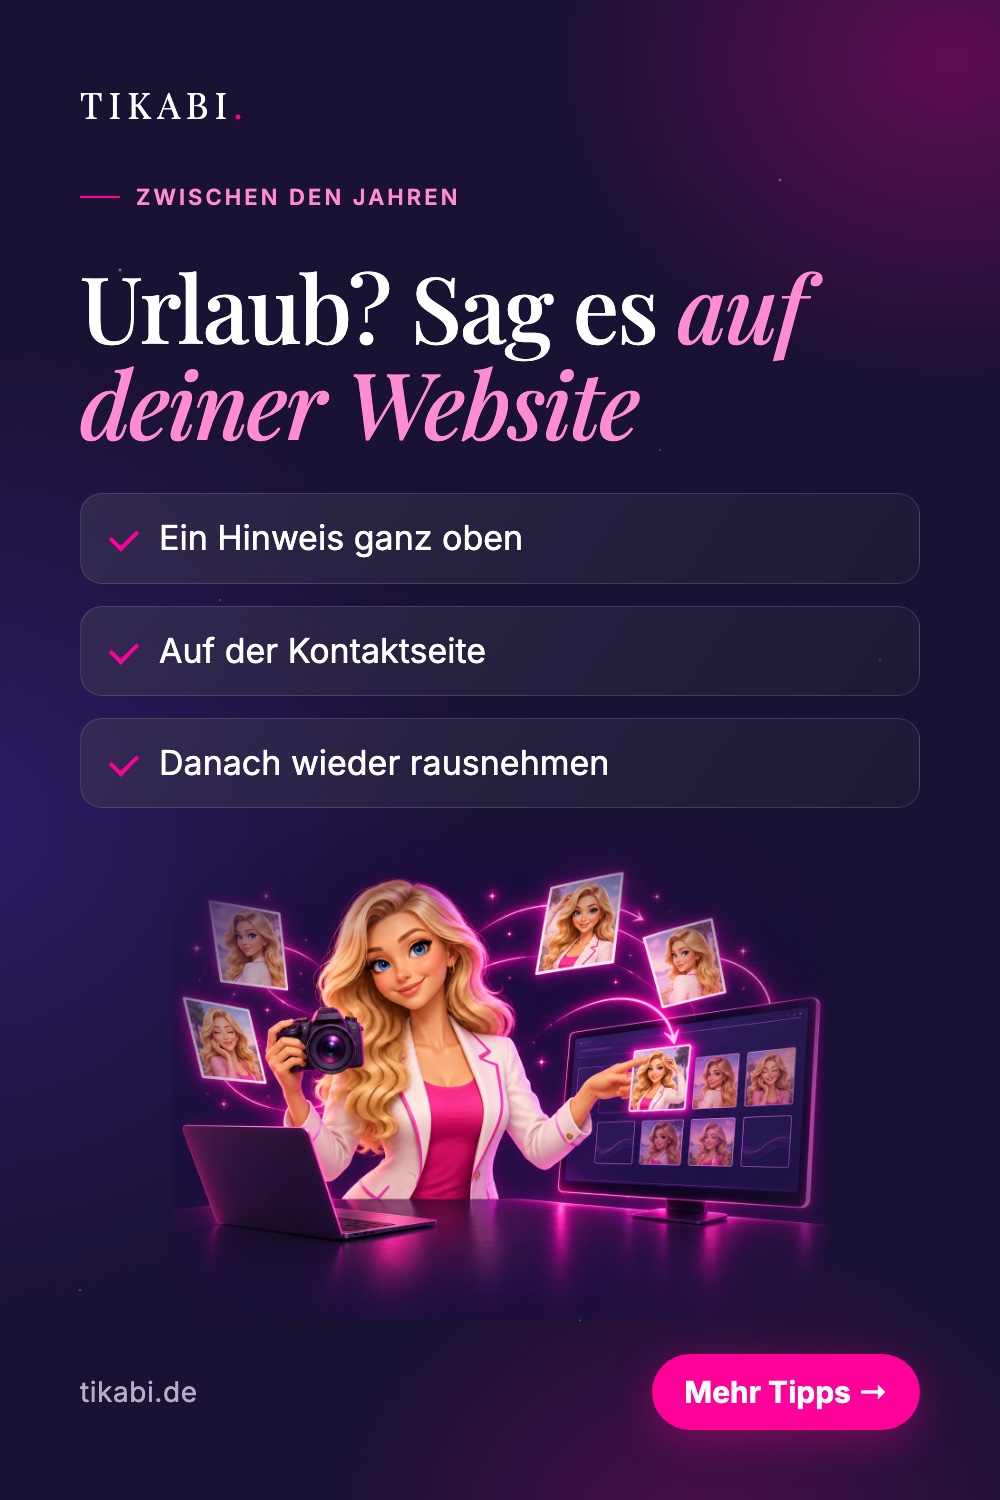 TIKABI.
ZWISCHEN DEN JAHREN
Urlaub? Sag es auf
deiner Website
Ein Hinweis ganz oben
Auf der Kontaktseite
Danach wieder rausnehmen
tikabi.de
Mehr Tipps →